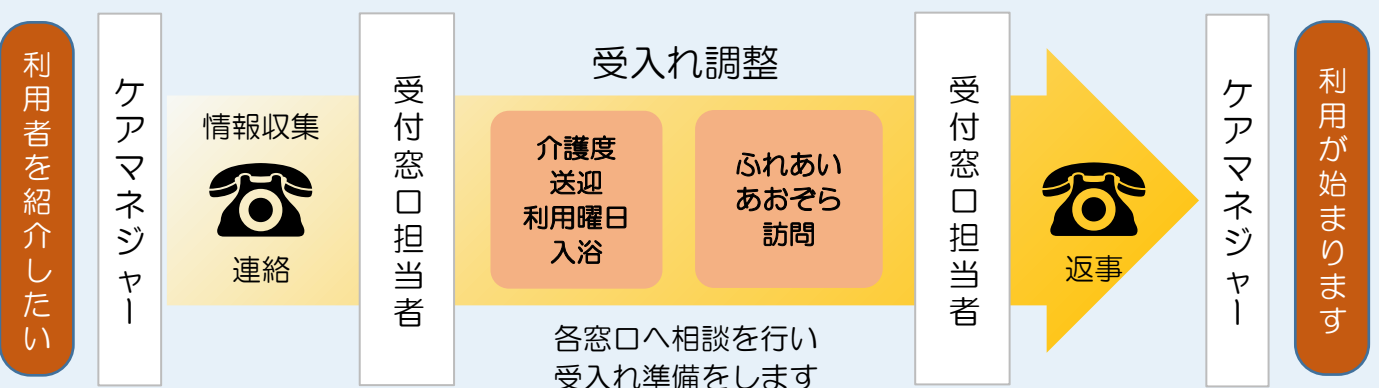 利用者を紹介したい
ケアマネジャー
情報収集
連絡
受付窓口担当者
受入れ調整
介護度
送迎
利用曜日
入浴
ふれあい
あおぞら
訪問
各窓口へ相談を行い
受入れ準備をします
受付窓口担当者
返事
ケアマネジャー
利用が始まります